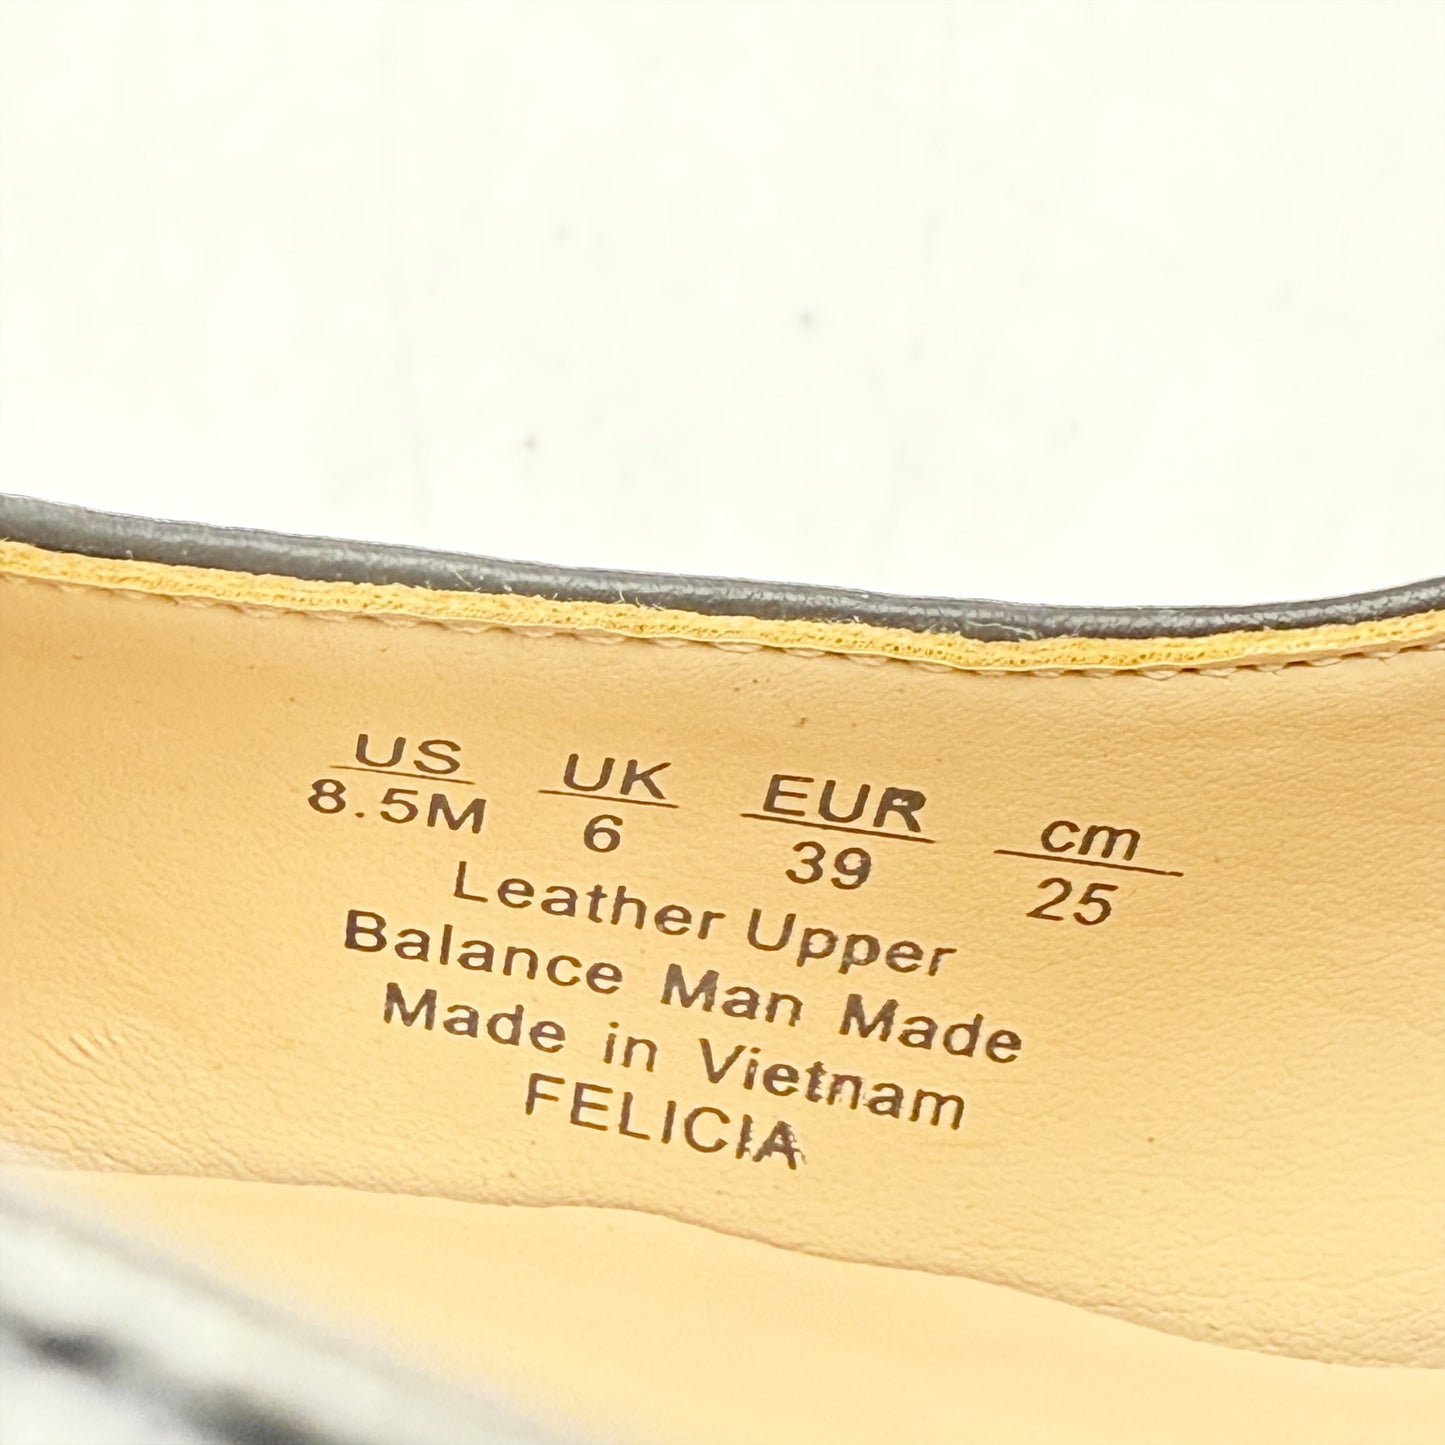 US UK EUR cm
8.5M 6 39 25
Leather Upper
Balance Man Made
Made in Vietnam
FELICIA